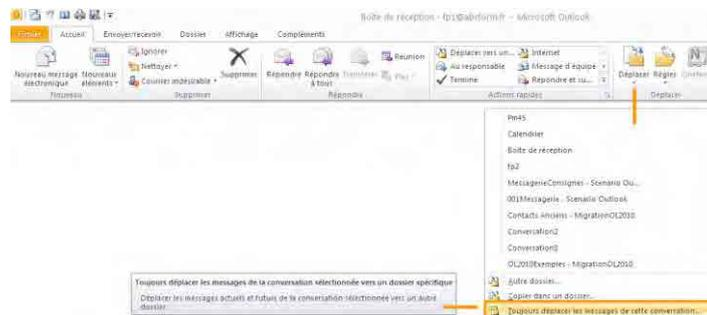 Boîte de réception - fp1@abrform.fr - Microsoft Outlook
Fichier Accueil Envoyer/recevoir Dossier Affichage Compléments
Nouveau message électronique
Nouveaux éléments
Nouveau
Ignorer
Nettoyer
Courrier indésirable
Supprimer
Supprimer
Répondre
Répondre à tous
Transférer
Réunion
Plus
Répondre
Déplacer vers un...
Au responsable
Terminé
Internet
Message d'équipe
Répondre et su...
Actions rapides
Déplacer
Règles
Déplacer
Pm45
Calendrier
Boîte de réception
fp2
MessagerieConsignes - Scenario Ou...
001Messagerie - Scenario Outlook
Contacts Anciens - MigrationOL2010
Conversation2
OL2010Exemples - MigrationOL2010
Autre dossier...
Copier dans un dossier...
Toujours déplacer les messages de cette conversation...
Toujours déplacer les messages de la conversation sélectionnée vers un dossier spécifique
Déplacer les messages actuels et futurs de la conversation sélectionnée vers un autre
dossier.